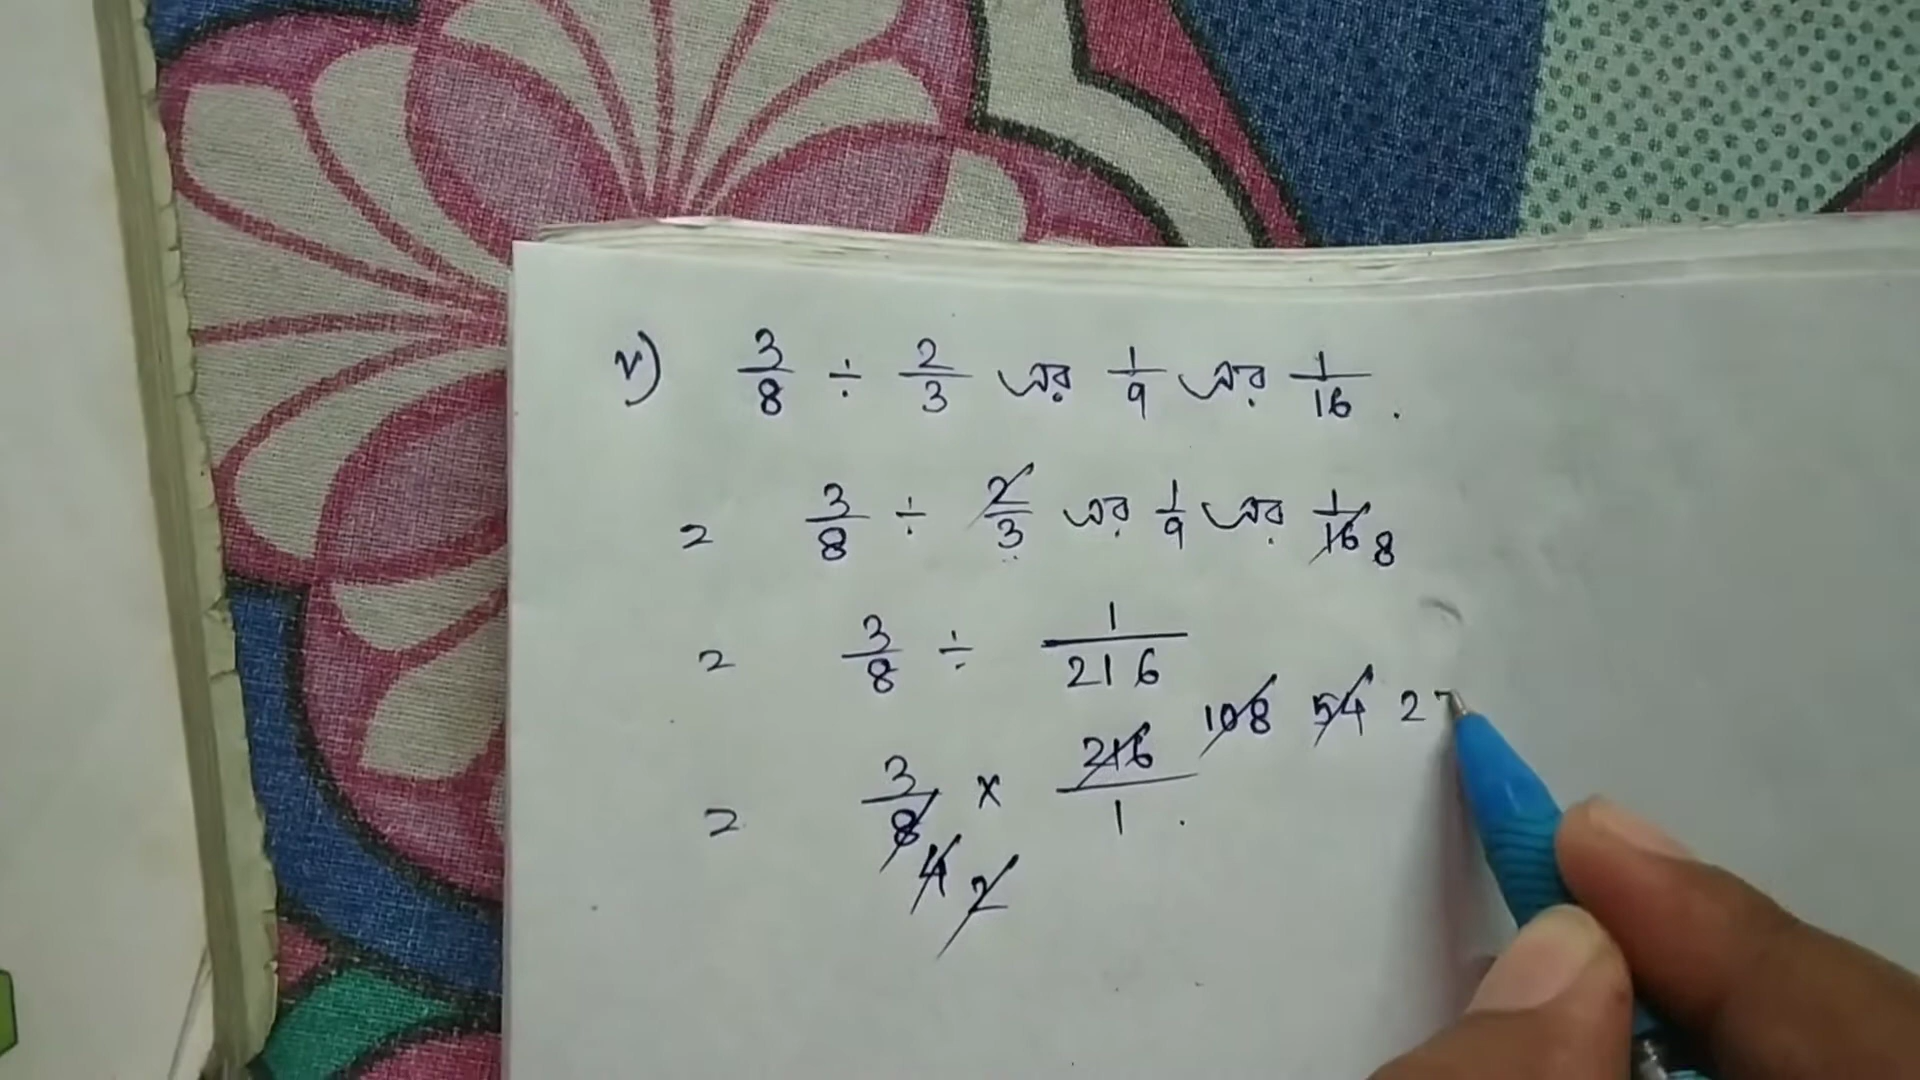 v) 3/8 ÷ 2/3 এর 1/9 এর 1/16 .
= 3/8 ÷ 2/3 এর 1/9 এর 1/16 8
= 3/8 ÷ 1/216
= 3/8 × 216/1 . 108 54 27
4 2